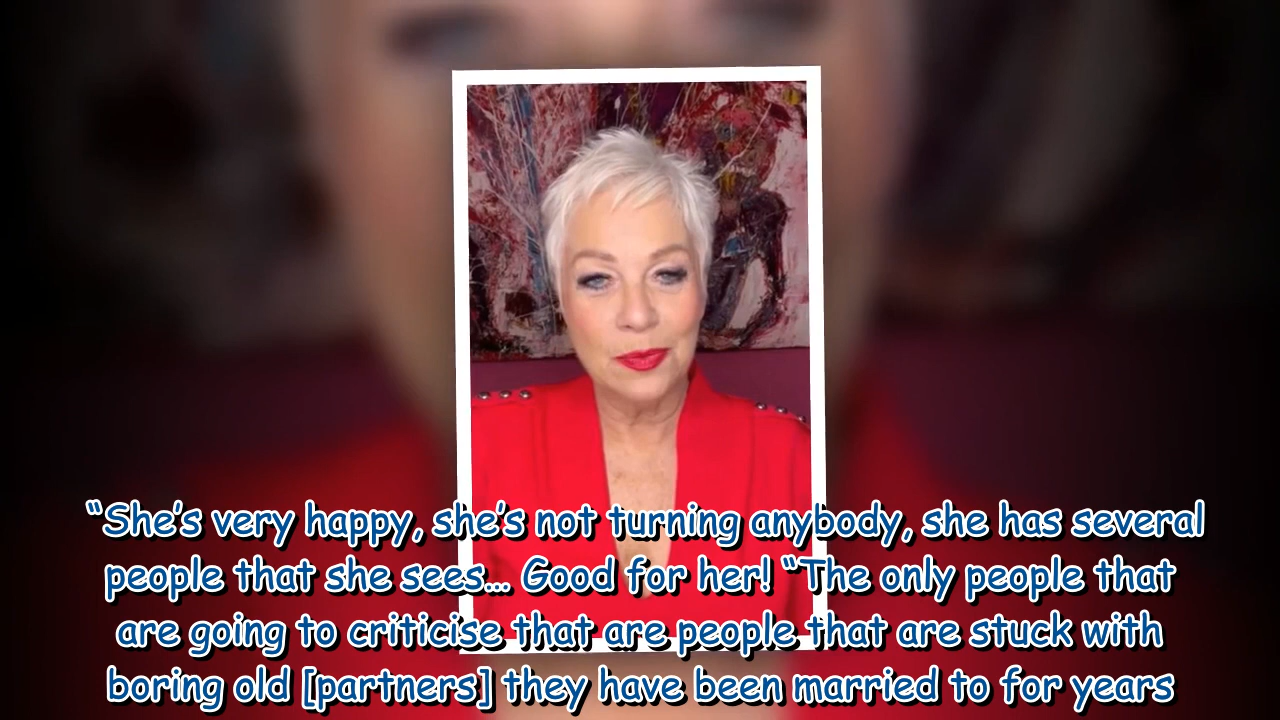 “She’s very happy, she’s not turning anybody, she has several
people that she sees... Good for her! “The only people that
are going to criticise that are people that are stuck with
boring old [partners] they have been married to for years